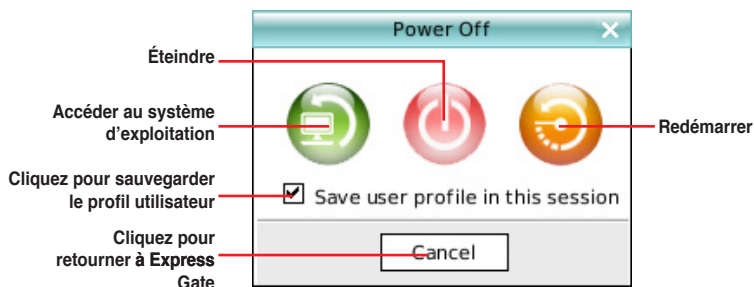 Power Off
Éteindre
Accéder au système
d'exploitation
Redémarrer
Cliquez pour sauvegarder
le profil utilisateur
Save user profile in this session
Cliquez pour
retourner à Express
Gate
Cancel